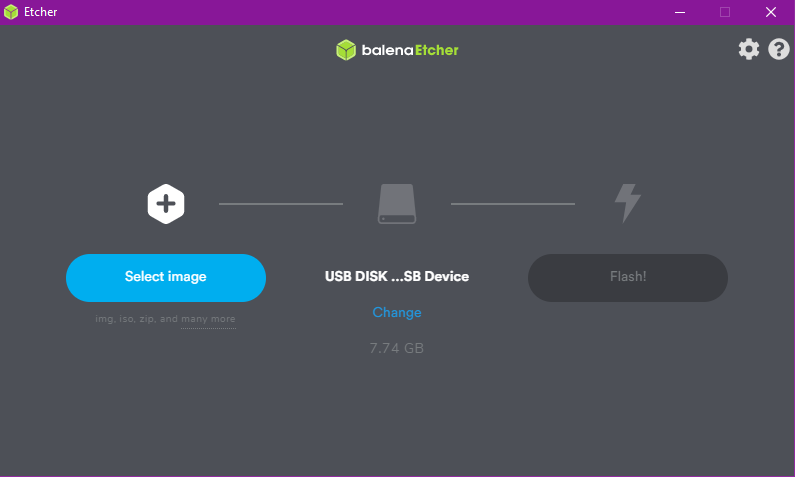 Etcher
balenaEtcher
Select image
USB DISK ...SB Device
Flash!
img, iso, zip, and many more
Change
7.74 GB